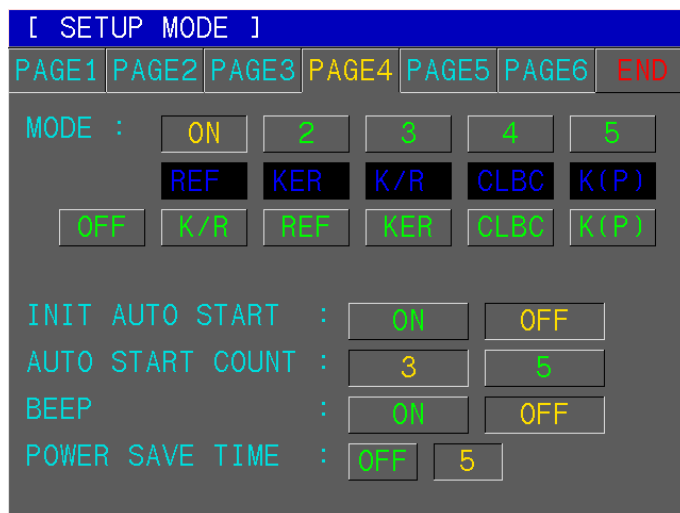 [ SETUP MODE ]
PAGE1 PAGE2 PAGE3 PAGE4 PAGE5 PAGE6 END
MODE : ON 2 3 4 5
REF KER K/R CLBC K(P)
OFF K/R REF KER CLBC K(P)
INIT AUTO START : ON OFF
AUTO START COUNT : 3 5
BEEP : ON OFF
POWER SAVE TIME : OFF 5